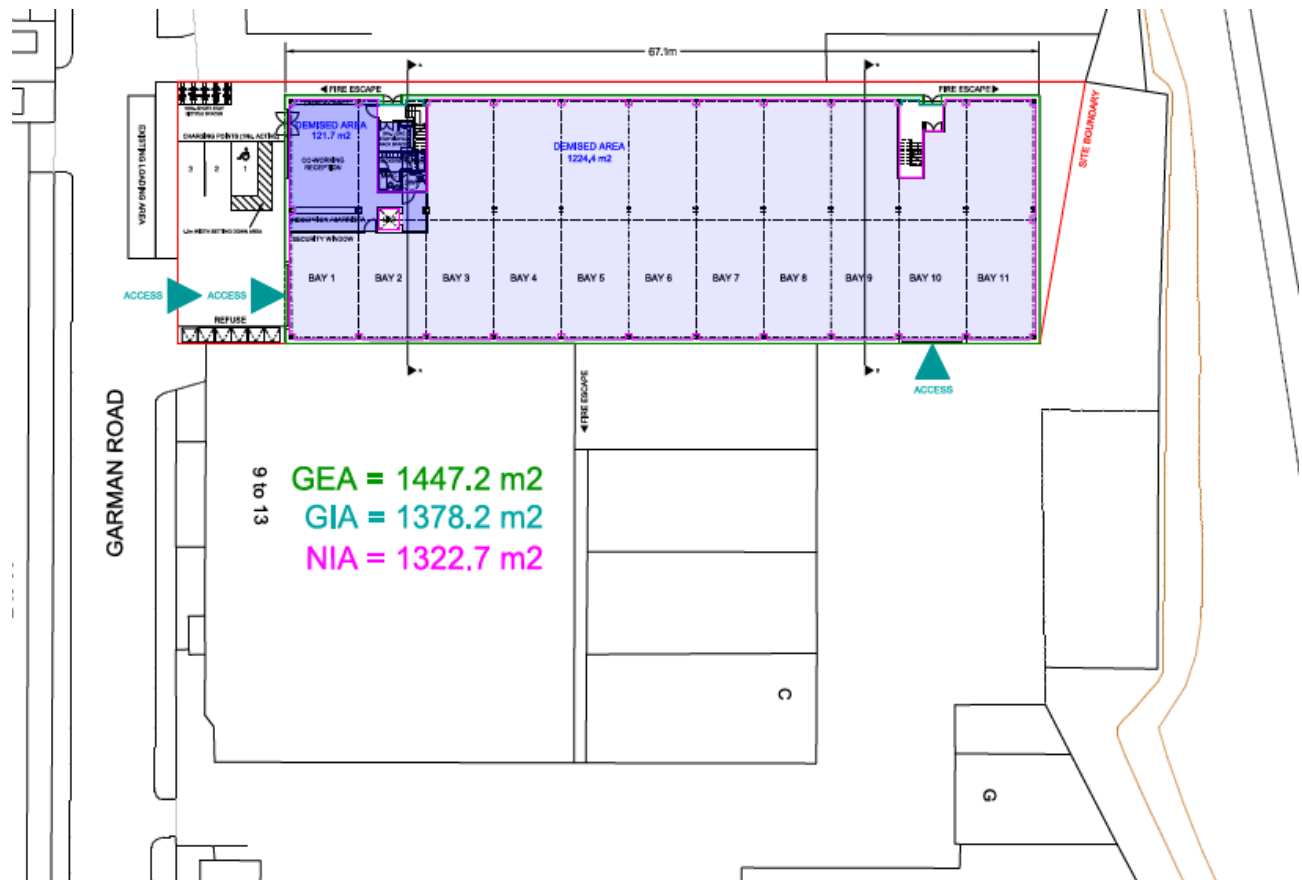 67.1m
FIRE ESCAPE
FIRE ESCAPE
SITE BOUNDARY
EXISTING LOADING AREA
DEMISED AREA
121.7 m2
DEMISED AREA
1224.4 m2
CO-WORKING
RECEPTION
3
2
1
SECURITY WINDOW
BAY 1
BAY 2
BAY 3
BAY 4
BAY 5
BAY 6
BAY 7
BAY 8
BAY 9
BAY 10
BAY 11
ACCESS
ACCESS
REFUSE
ACCESS
FIRE ESCAPE
GARMAN ROAD
9 to 13
GEA = 1447.2 m2
GIA = 1378.2 m2
NIA = 1322.7 m2
C
G